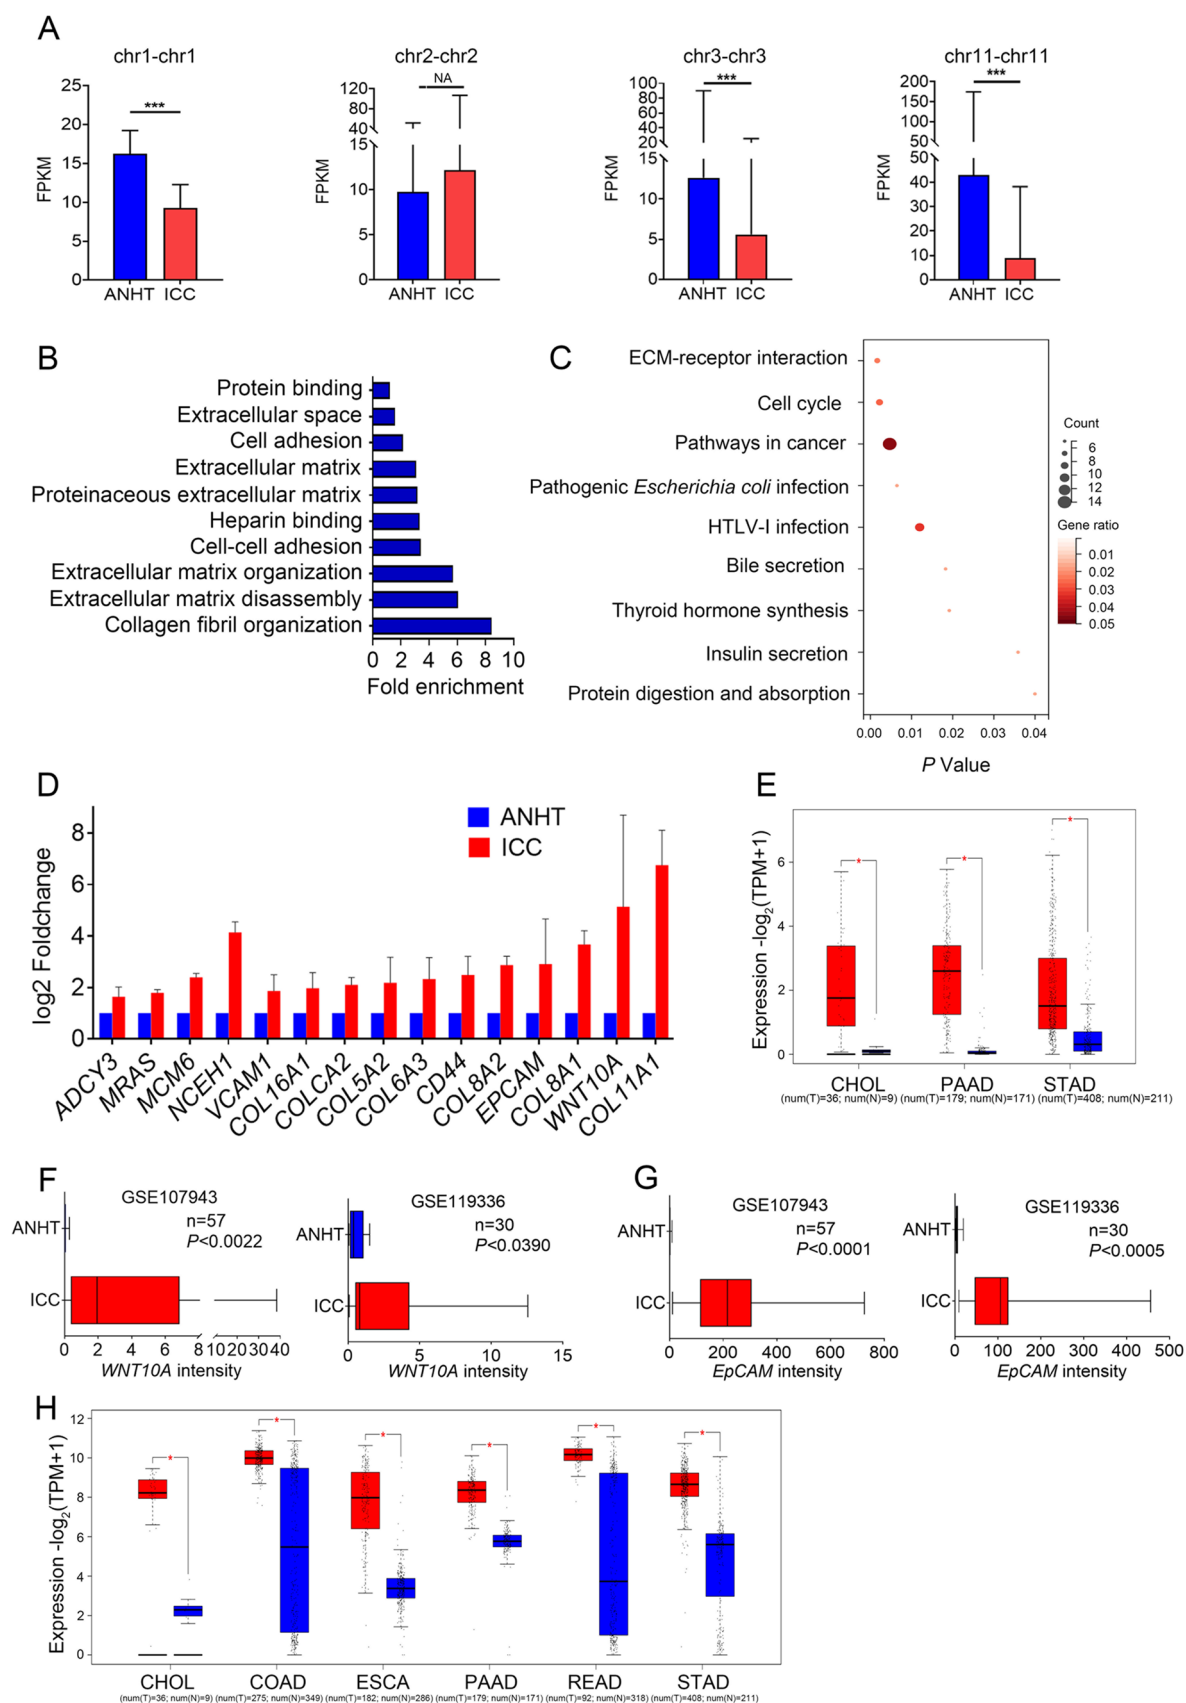 A
chr1-chr1
chr2-chr2
chr3-chr3
chr11-chr11
***
NA
***
***
FPKM
25
20
15
10
5
0
ANHT ICC
FPKM
120
80
40
15
10
5
0
ANHT ICC
FPKM
100
80
60
40
20
15
10
5
0
ANHT ICC
FPKM
200
150
100
50
50
40
30
20
10
0
ANHT ICC
B
Protein binding
Extracellular space
Cell adhesion
Extracellular matrix
Proteinaceous extracellular matrix
Heparin binding
Cell-cell adhesion
Extracellular matrix organization
Extracellular matrix disassembly
Collagen fibril organization
0 2 4 6 8 10
Fold enrichment
C
ECM-receptor interaction
Cell cycle
Pathways in cancer
Pathogenic Escherichia coli infection
HTLV-I infection
Bile secretion
Thyroid hormone synthesis
Insulin secretion
Protein digestion and absorption
0.00 0.01 0.02 0.03 0.04
P Value
Count
6
8
10
12
14
Gene ratio
0.01
0.02
0.03
0.04
0.05
D
log2 Foldchange
8
6
4
2
0
ANHT
ICC
ADCY3
MRAS
MCM6
NCEH1
VCAM1
COL16A1
COLCA2
COL5A2
COL6A3
CD44
COL8A2
EPCAM
COL8A1
WNT10A
COL11A1
E
Expression -log2(TPM+1)
6
4
2
0
* * *
CHOL PAAD STAD
(num(T)=36; num(N)=9) (num(T)=179; num(N)=171) (num(T)=408; num(N)=211)
F
GSE107943
n=57
P<0.0022
ANHT
ICC
0 2 4 6 8 10 20 30 40
WNT10A intensity
GSE119336
n=30
P<0.0390
ANHT
ICC
0 5 10 15
WNT10A intensity
G
GSE107943
n=57
P<0.0001
ANHT
ICC
0 200 400 600 800
EpCAM intensity
GSE119336
n=30
P<0.0005
ANHT
ICC
0 100 200 300 400 500
EpCAM intensity
H
Expression -log2(TPM+1)
12
10
8
6
4
2
0
* * * * * *
CHOL COAD ESCA PAAD READ STAD
(num(T)=36; num(N)=9) (num(T)=275; num(N)=349) (num(T)=182; num(N)=286) (num(T)=179; num(N)=171) (num(T)=92; num(N)=318) (num(T)=408; num(N)=211)